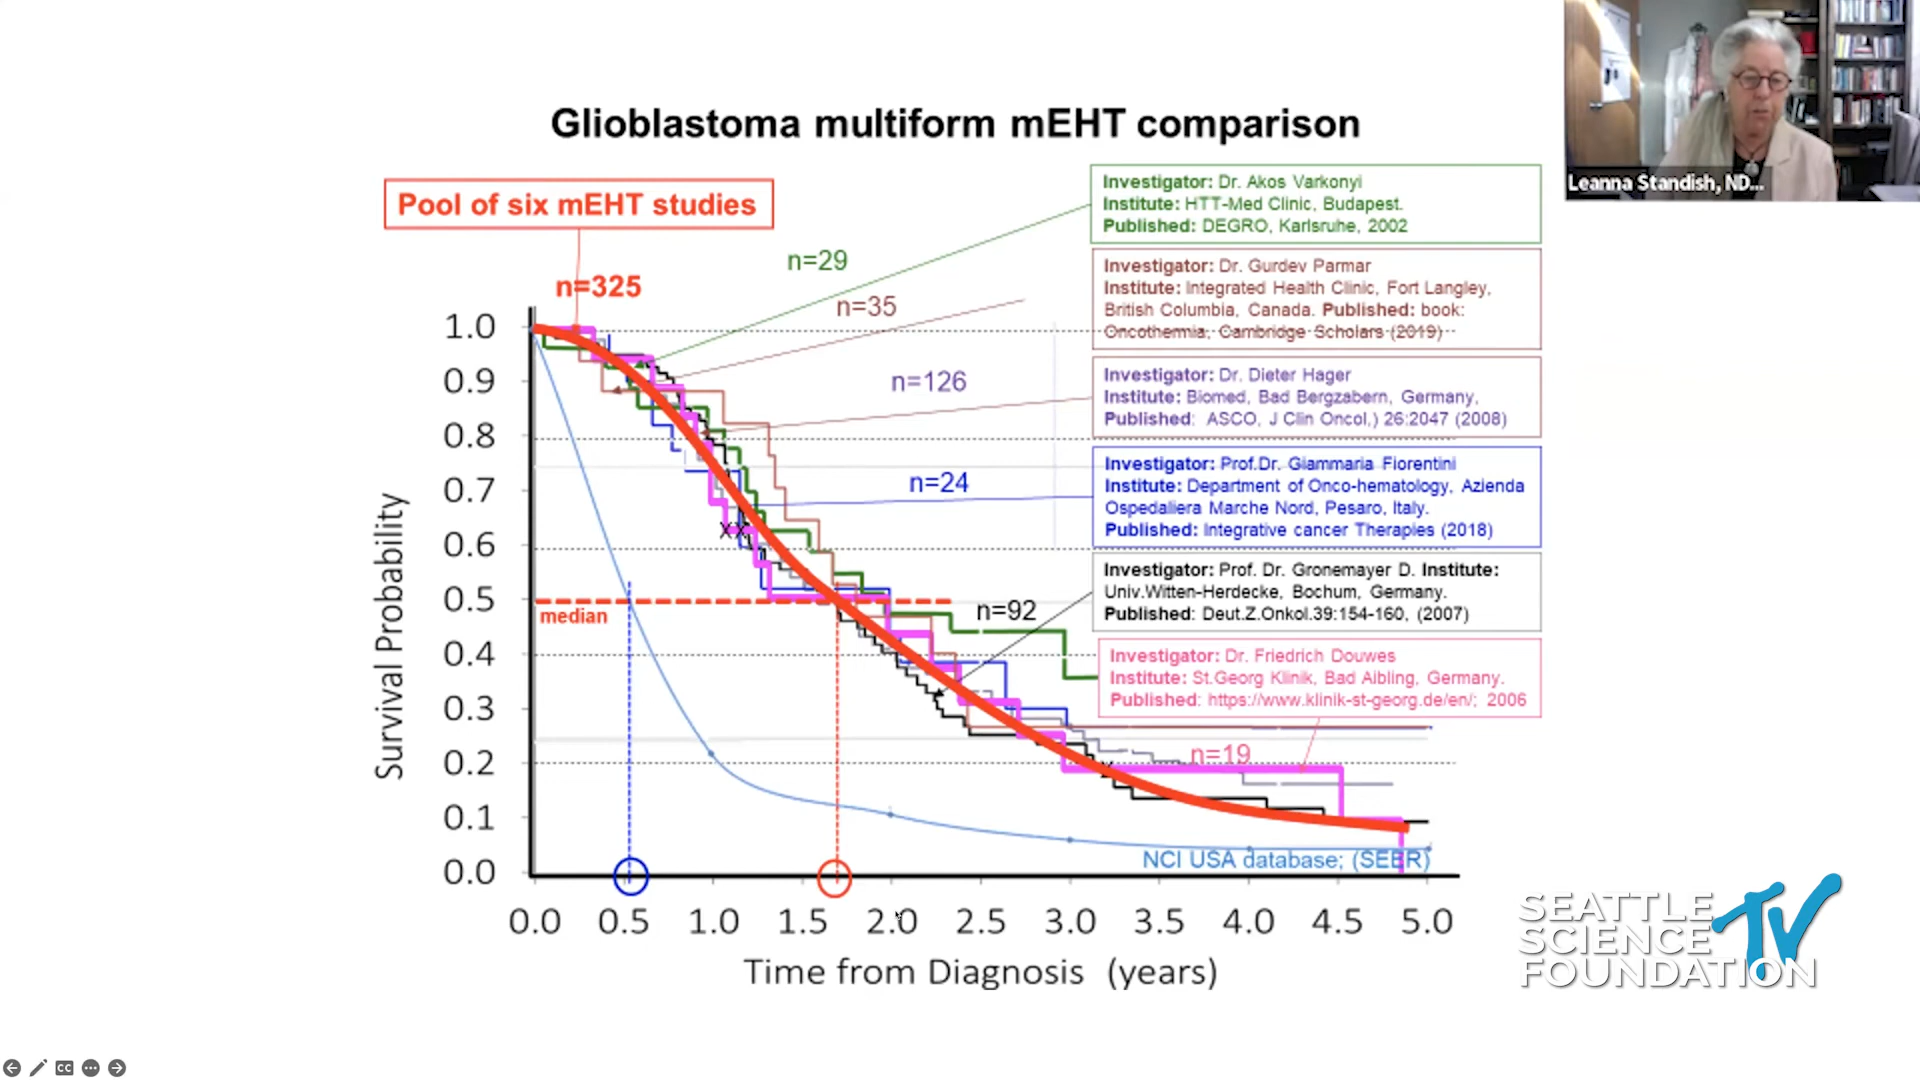 Glioblastoma multiform mEHT comparison
Leanna Standish, ND...
Pool of six mEHT studies
n=325
n=29
n=35
n=126
n=24
n=92
n=19
Investigator: Dr. Akos Varkonyi
Institute: HTT-Med Clinic, Budapest.
Published: DEGRO, Karlsruhe, 2002
Investigator: Dr. Gurdev Parmar
Institute: Integrated Health Clinic, Fort Langley,
British Columbia, Canada. Published: book:
Oncothermia, Cambridge Scholars (2019)
Investigator: Dr. Dieter Hager
Institute: Biomed, Bad Bergzabern, Germany,
Published: ASCO, J Clin Oncol,) 26:2047 (2008)
Investigator: Prof.Dr. Giammaria Fiorentini
Institute: Department of Onco-hematology, Azienda
Ospedaliera Marche Nord, Pesaro, Italy.
Published: Integrative cancer Therapies (2018)
Investigator: Prof. Dr. Gronemayer D. Institute:
Univ.Witten-Herdecke, Bochum, Germany.
Published: Deut.Z.Onkol.39:154-160, (2007)
Investigator: Dr. Friedrich Douwes
Institute: St.Georg Klinik, Bad Aibling, Germany.
Published: https://www.klinik-st-georg.de/en/; 2006
Survival Probability
1.0
0.9
0.8
0.7
0.6
0.5
0.4
0.3
0.2
0.1
0.0
median
X X
X
NCI USA database; (SEER)
0.0 0.5 1.0 1.5 2.0 2.5 3.0 3.5 4.0 4.5 5.0
Time from Diagnosis (years)
SEATTLE
SCIENCE
FOUNDATION
TV
CC